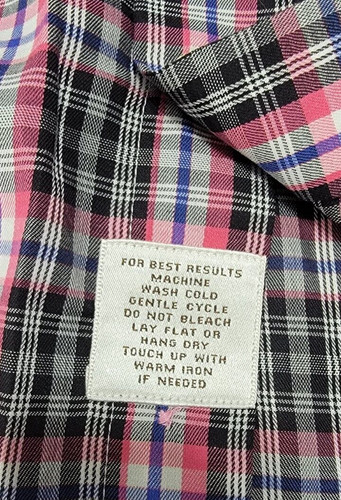 FOR BEST RESULTS
MACHINE
WASH COLD
GENTLE CYCLE
DO NOT BLEACH
LAY FLAT OR
HANG DRY
TOUCH UP WITH
WARM IRON
IF NEEDED